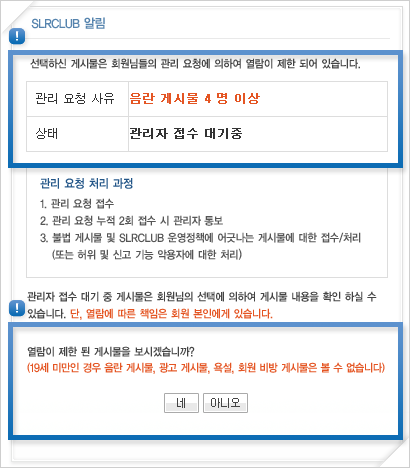 SLRCLUB 알림
선택하신 게시물은 회원님들의 관리 요청에 의하여 열람이 제한 되어 있습니다.
관리 요청 사유 음란 게시물 4 명 이상
상태 관리자 접수 대기중
관리 요청 처리 과정
1. 관리 요청 접수
2. 관리 요청 누적 2회 접수 시 관리자 통보
3. 불법 게시물 및 SLRCLUB 운영정책에 어긋나는 게시물에 대한 접수/처리
(또는 허위 및 신고 기능 악용자에 대한 처리)
관리자 접수 대기 중 게시물은 회원님의 선택에 의하여 게시물 내용을 확인 하실 수
있습니다. 단, 열람에 따른 책임은 회원 본인에게 있습니다.
열람이 제한 된 게시물을 보시겠습니까?
(19세 미만인 경우 음란 게시물, 광고 게시물, 욕설, 회원 비방 게시물은 볼 수 없습니다)
네 아니오